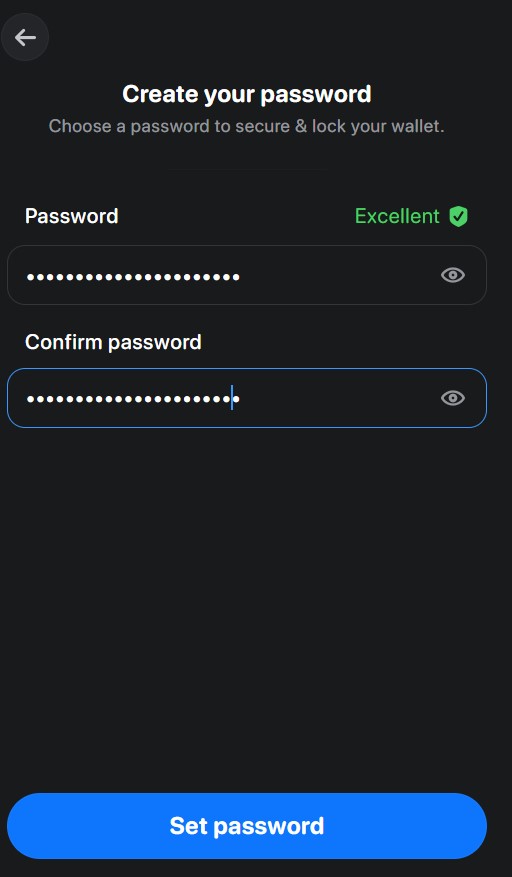 Create your password
Choose a password to secure & lock your wallet.
Password
Excellent
••••••••••••••••••••••
Confirm password
••••••••••••••••••••••
Set password